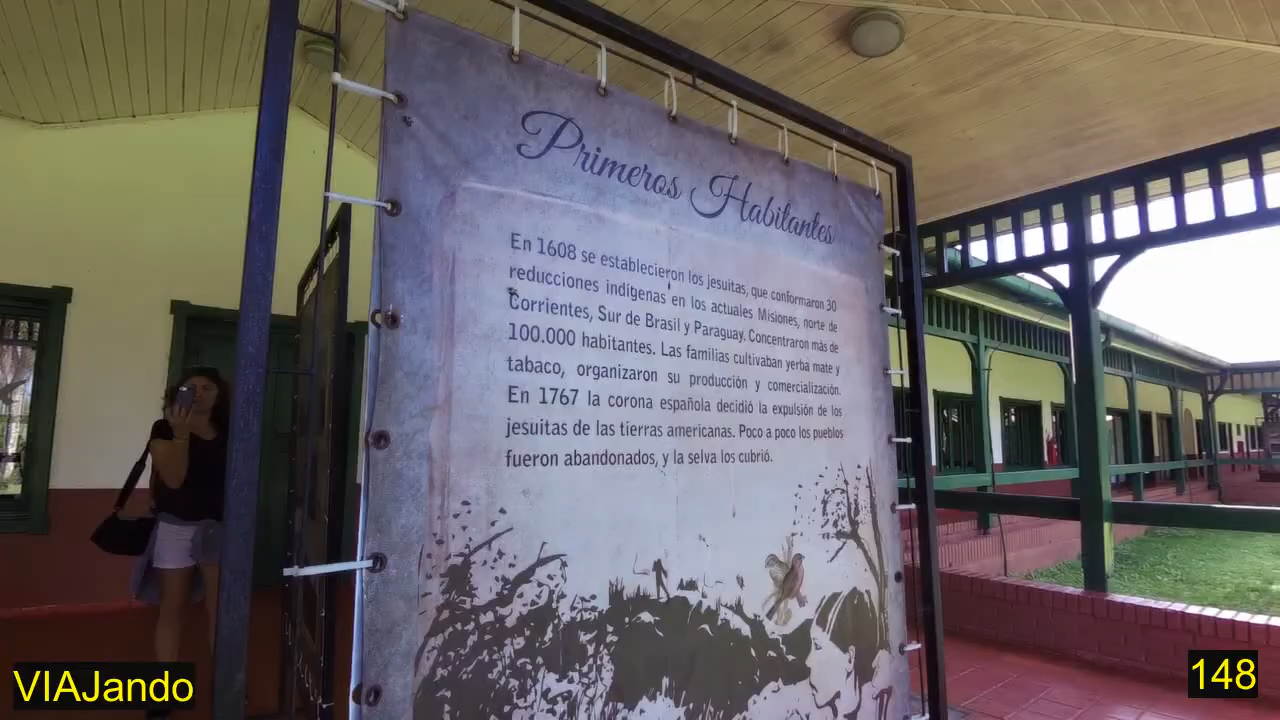 Primeros Habitantes
En 1608 se establecieron los jesuitas, que conformaron 30
reducciones indígenas en los actuales Misiones, norte de
Corrientes, Sur de Brasil y Paraguay. Concentraron más de
100.000 habitantes. Las familias cultivaban yerba mate y
tabaco, organizaron su producción y comercialización.
En 1767 la corona española decidió la expulsión de los
jesuitas de las tierras americanas. Poco a poco los pueblos
fueron abandonados, y la selva los cubrió.
VIAJando
148